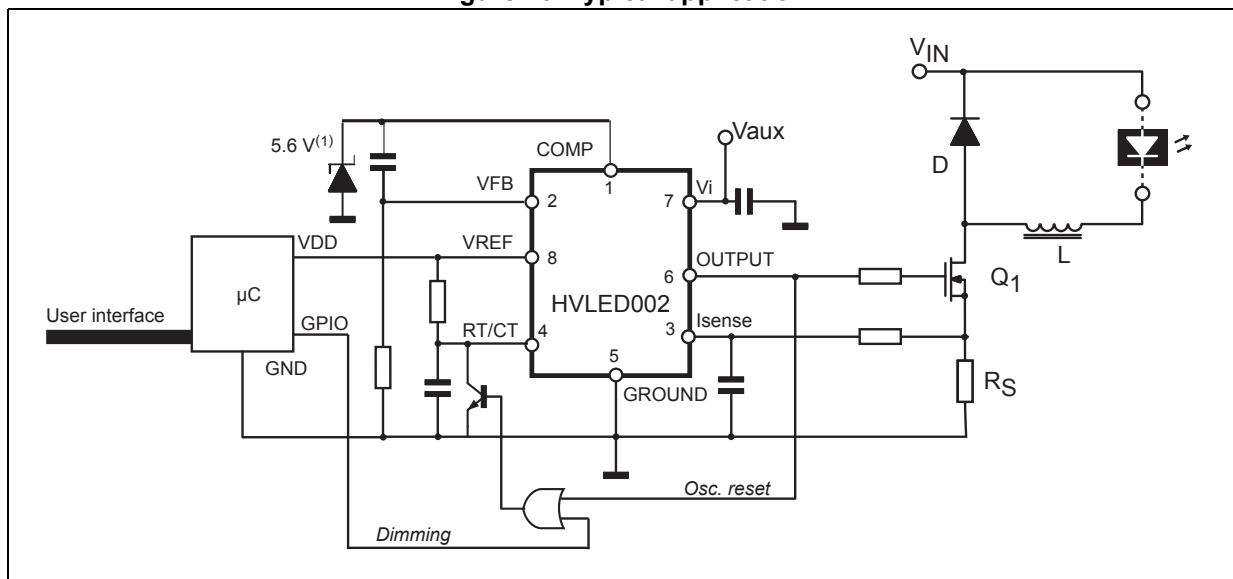 V_IN
Vaux
5.6 V(1)
COMP
D
1
VFB
2
Vi
7
L
VDD
VREF
8
OUTPUT
6
Q1
µC
HVLED002
User interface
GPIO
RT/CT
4
Isense
3
GND
5
GROUND
RS
Osc. reset
Dimming